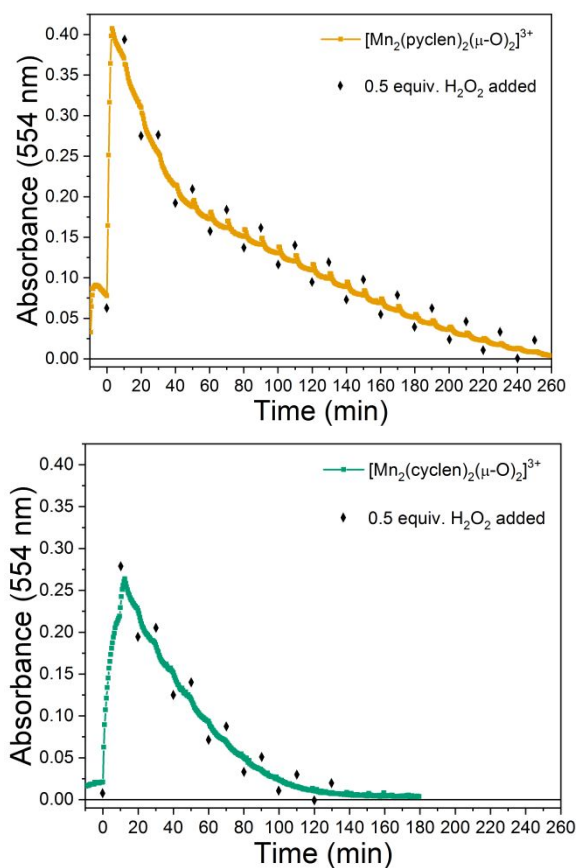 0.40
0.35
0.30
0.25
0.20
0.15
0.10
0.05
0.00
Absorbance (554 nm)
[Mn₂(pyclen)₂(μ-O)₂]³⁺
0.5 equiv. H₂O₂ added
0 20 40 60 80 100 120 140 160 180 200 220 240 260
Time (min)
0.40
0.35
0.30
0.25
0.20
0.15
0.10
0.05
0.00
Absorbance (554 nm)
[Mn₂(cyclen)₂(μ-O)₂]³⁺
0.5 equiv. H₂O₂ added
0 20 40 60 80 100 120 140 160 180 200 220 240 260
Time (min)